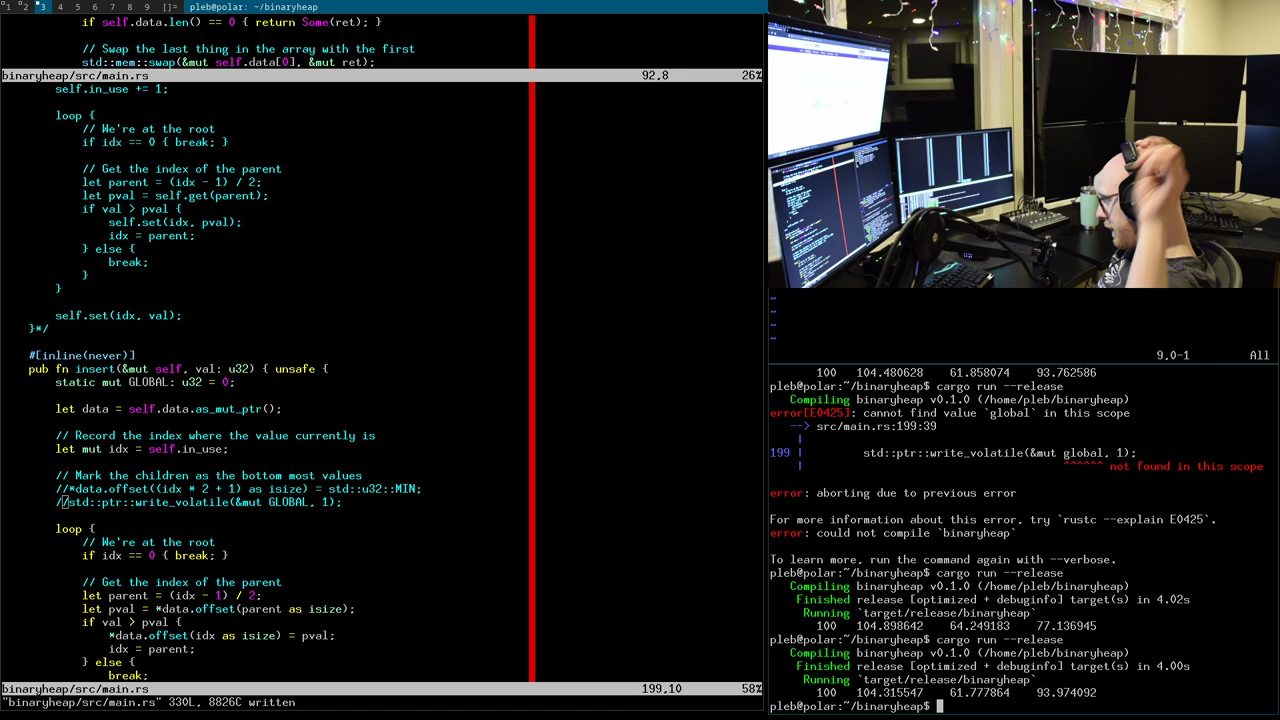 1 2 3 4 5 6 7 8 9 []= pleb@polar: ~/binaryheap
if self.data.len() == 0 { return Some(ret); }
// Swap the last thing in the array with the first
std::mem::swap(&mut self.data[0], &mut ret);
binaryheap/src/main.rs 92,8 26%
self.in_use += 1;
loop {
// We're at the root
if idx == 0 { break; }
// Get the index of the parent
let parent = (idx - 1) / 2;
let pval = self.get(parent);
if val > pval {
self.set(idx, pval);
idx = parent;
} else {
break;
}
}
self.set(idx, val);
}*/
#[inline(never)]
pub fn insert(&mut self, val: u32) { unsafe {
static mut GLOBAL: u32 = 0;
let data = self.data.as_mut_ptr();
// Record the index where the value currently is
let mut idx = self.in_use;
// Mark the children as the bottom most values
//*data.offset((idx * 2 + 1) as isize) = std::u32::MIN;
//std::ptr::write_volatile(&mut GLOBAL, 1);
loop {
// We're at the root
if idx == 0 { break; }
// Get the index of the parent
let parent = (idx - 1) / 2;
let pval = *data.offset(parent as isize);
if val > pval {
*data.offset(idx as isize) = pval;
idx = parent;
} else {
break;
binaryheap/src/main.rs 199,10 58%
"binaryheap/src/main.rs" 330L, 8826C written
~
~
~
~
9,0-1 All
100 104.480628 61.858074 93.762586
pleb@polar:~/binaryheap$ cargo run --release
Compiling binaryheap v0.1.0 (/home/pleb/binaryheap)
error[E0425]: cannot find value `global` in this scope
--> src/main.rs:199:39
|
199 | std::ptr::write_volatile(&mut global, 1);
| ^^^^^^ not found in this scope
error: aborting due to previous error
For more information about this error, try `rustc --explain E0425`.
error: could not compile `binaryheap`
To learn more, run the command again with --verbose.
pleb@polar:~/binaryheap$ cargo run --release
Compiling binaryheap v0.1.0 (/home/pleb/binaryheap)
Finished release [optimized + debuginfo] target(s) in 4.02s
Running `target/release/binaryheap`
100 104.898642 64.249183 77.136945
pleb@polar:~/binaryheap$ cargo run --release
Compiling binaryheap v0.1.0 (/home/pleb/binaryheap)
Finished release [optimized + debuginfo] target(s) in 4.00s
Running `target/release/binaryheap`
100 104.315547 61.777864 93.974092
pleb@polar:~/binaryheap$